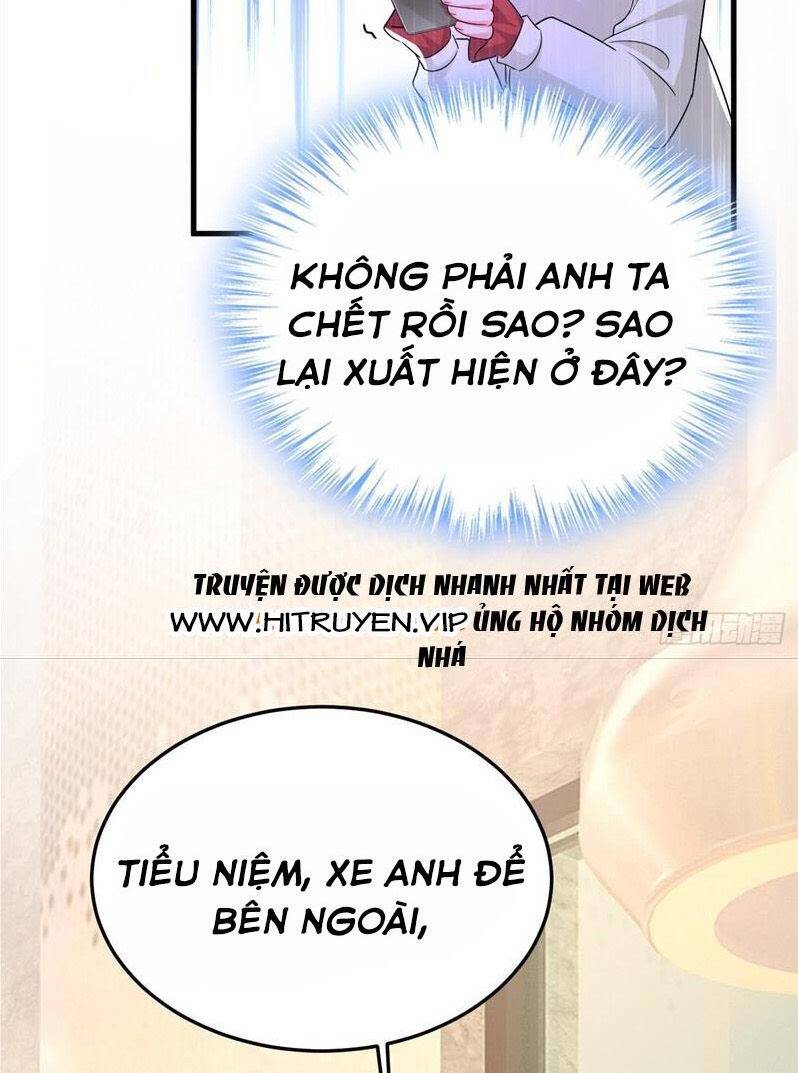 KHÔNG PHẢI ANH TA
CHẾT RỒI SAO? SAO
LẠI XUẤT HIỆN Ở ĐÂY?
TRUYỆN ĐƯỢC DỊCH NHANH NHẤT TẠI WEB
WWW.HITRUYEN.VIP ỦNG HỘ NHÓM DỊCH
NHÁ
TIỂU NIỆM, XE ANH ĐỂ
BÊN NGOÀI,